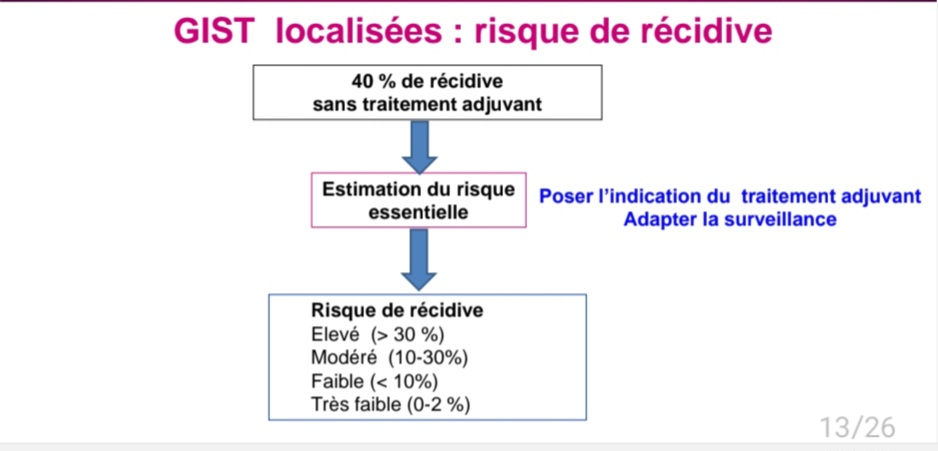 GIST localisées : risque de récidive
40 % de récidive
sans traitement adjuvant
Estimation du risque
essentielle
Poser l'indication du traitement adjuvant
Adapter la surveillance
Risque de récidive
Elevé (> 30 %)
Modéré (10-30%)
Faible (< 10%)
Très faible (0-2 %)
13/26